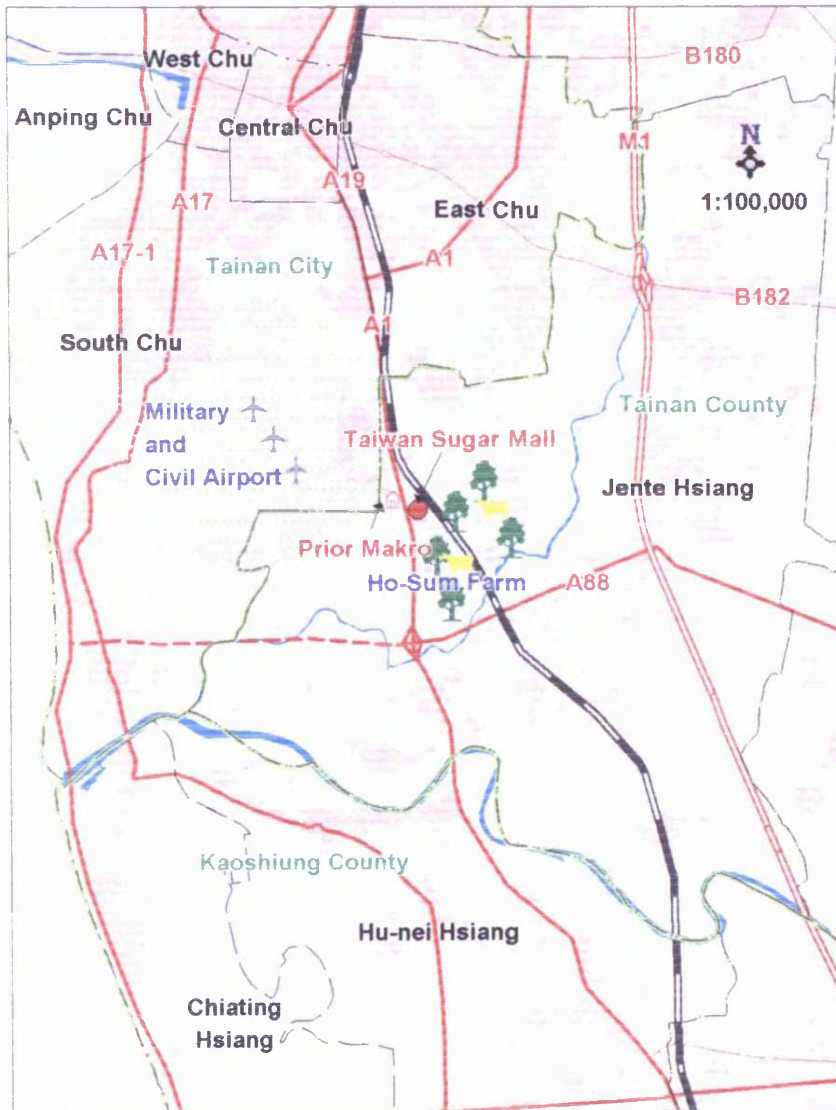 West Chu
B180
Anping Chu
Central Chu
N
M1
A19
1:100,000
A17
East Chu
A17-1
Tainan City
A1
B182
A1
South Chu
Military
and
Civil Airport
Tainan County
Taiwan Sugar Mall
Jente Hsiang
Prior Makro
Ho-Sum Farm
A88
Kaoshiung County
Hu-nei Hsiang
Chiating
Hsiang